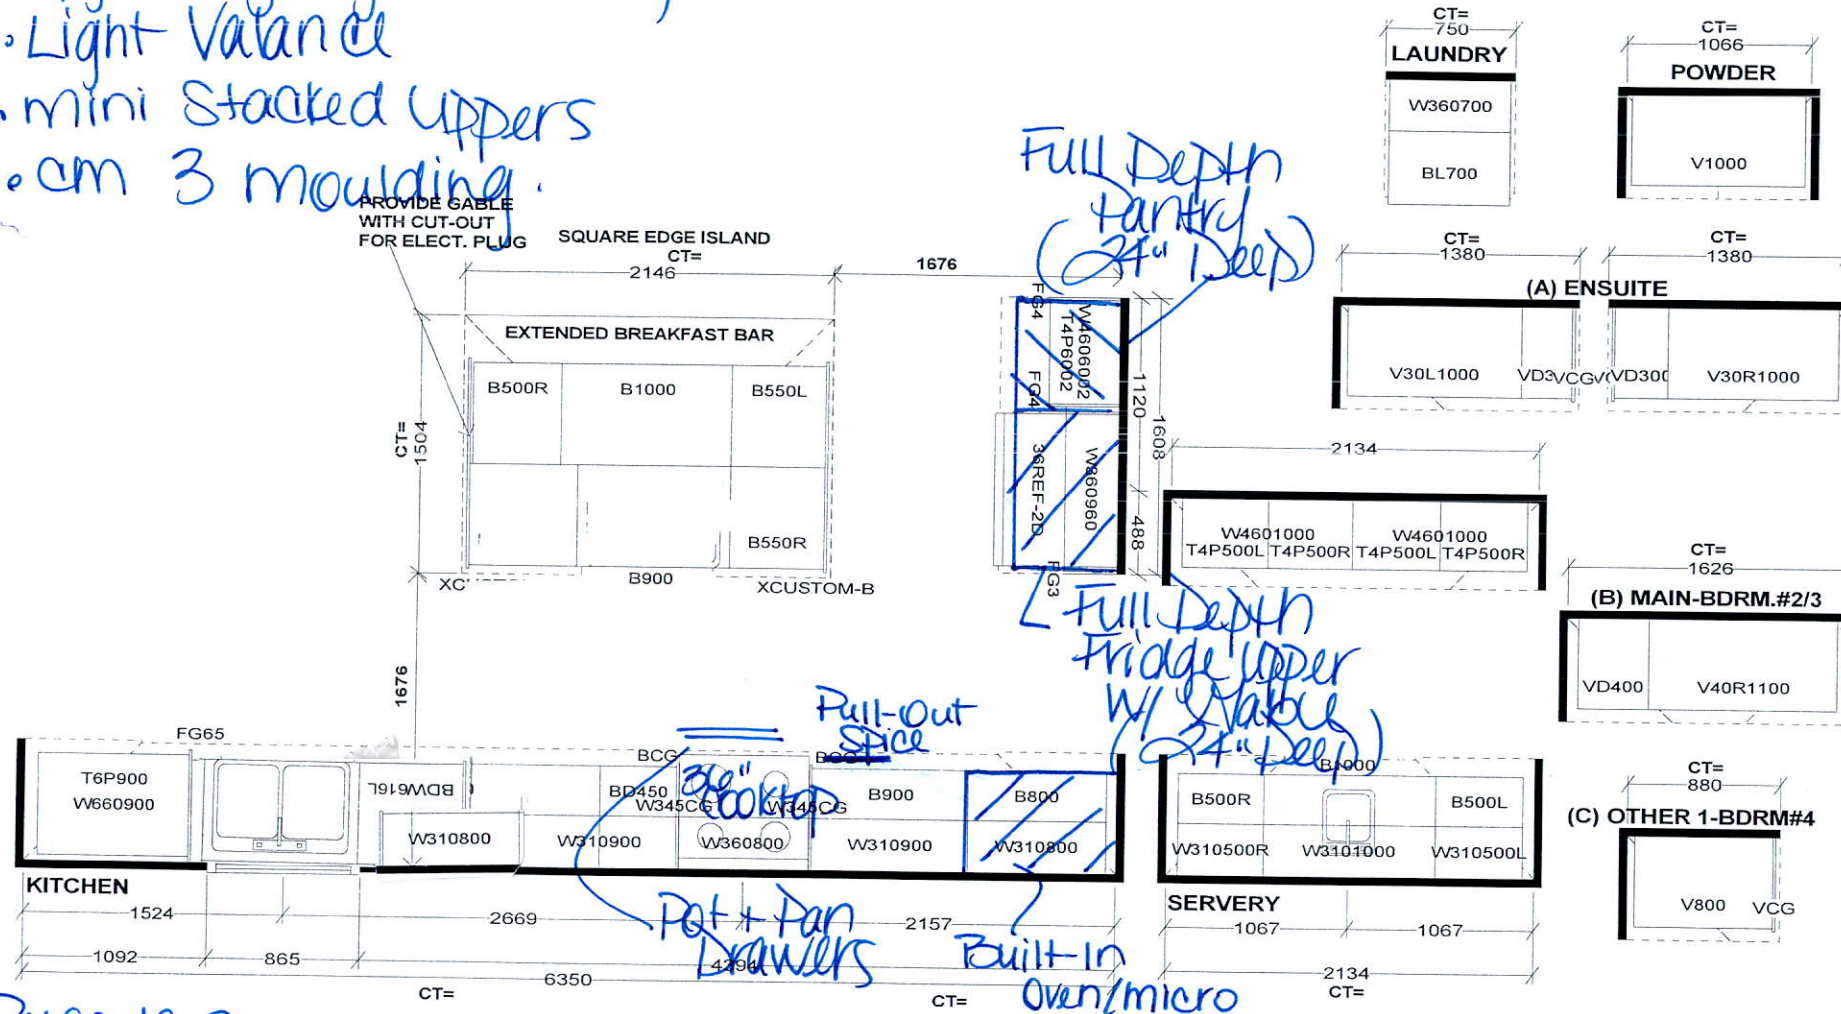 • Light Valance
• mini Stacked Uppers
• cm 3 moulding.
PROVIDE GABLE
WITH CUT-OUT
FOR ELECT. PLUG
SQUARE EDGE ISLAND
CT=
2146
1676
EXTENDED BREAKFAST BAR
B500R B1000 B550L
CT=
1504
B550R
B900
XCUSTOM-B
1676
Full Depth
Pantry
(24" Deep)
FG4
W4606002
T4P6002
FG4
1120
1608
36REF-2D
W860960
488
FG3
Full Depth
Fridge upper
W/ Gable
(24" Deep)
CT=
750
LAUNDRY
W360700
BL700
CT=
1066
POWDER
V1000
CT=
1380
CT=
1380
(A) ENSUITE
V30L1000 VD3 VCG VD300 V30R1000
2134
W4601000 W4601000
T4P500L T4P500R T4P500L T4P500R
CT=
1626
(B) MAIN-BDRM.#2/3
VD400 V40R1100
CT=
880
(C) OTHER 1-BDRM#4
V800 VCG
FG65
T6P900
W660900
BDW616L
W310800
BCG
BD450
W345CG
W310900
36"
Cooktop
W345CG
W360800
Pull-Out
Spice
B900
W310900
B800
W310800
KITCHEN
1524 2669 2157
1092 865 4394
6350
CT= CT=
Pot + Pan
Drawers
Built-In
Oven/micro
B1000
B500R B500L
W310500R W3101000 W310500L
SERVERY
1067 1067
2134
CT=